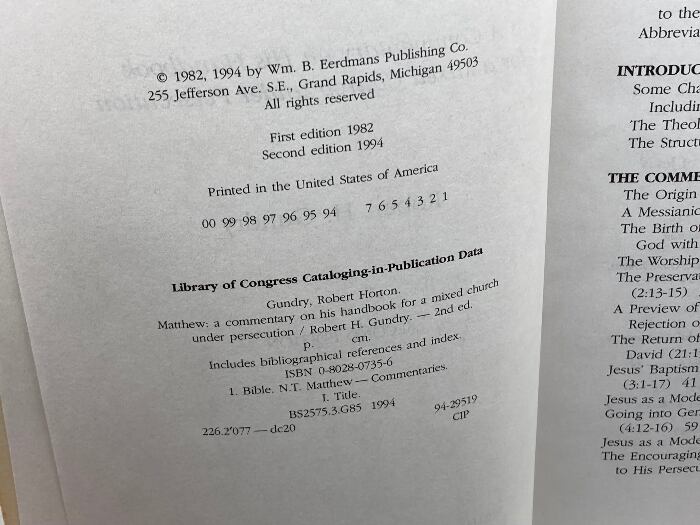 © 1982, 1994 by Wm. B. Eerdmans Publishing Co.
255 Jefferson Ave. S.E., Grand Rapids, Michigan 49503
All rights reserved
First edition 1982
Second edition 1994
Printed in the United States of America
00 99 98 97 96 95 94 7 6 5 4 3 2 1
Library of Congress Cataloging-in-Publication Data
Gundry, Robert Horton.
Matthew: a commentary on his handbook for a mixed church
under persecution / Robert H. Gundry. — 2nd ed.
p. cm.
Includes bibliographical references and index.
ISBN 0-8028-0735-6
1. Bible. N.T. Matthew — Commentaries.
I. Title.
BS2575.3.G85 1994
226.2′077 — dc20
94-29519
CIP
to the
Abbrevia
INTRODUC
Some Cha
Includin
The Theol
The Struct
THE COMME
The Origin
A Messianic
The Birth o
God with
The Worship
The Preserva
(2:13-15)
A Preview of
Rejection o
The Return of
David (21:1
Jesus' Baptism
(3:1-17) 41
Jesus as a Mode
Going into Gen
(4:12-16) 59
Jesus as a Mode
The Encouraging
to His Persecu